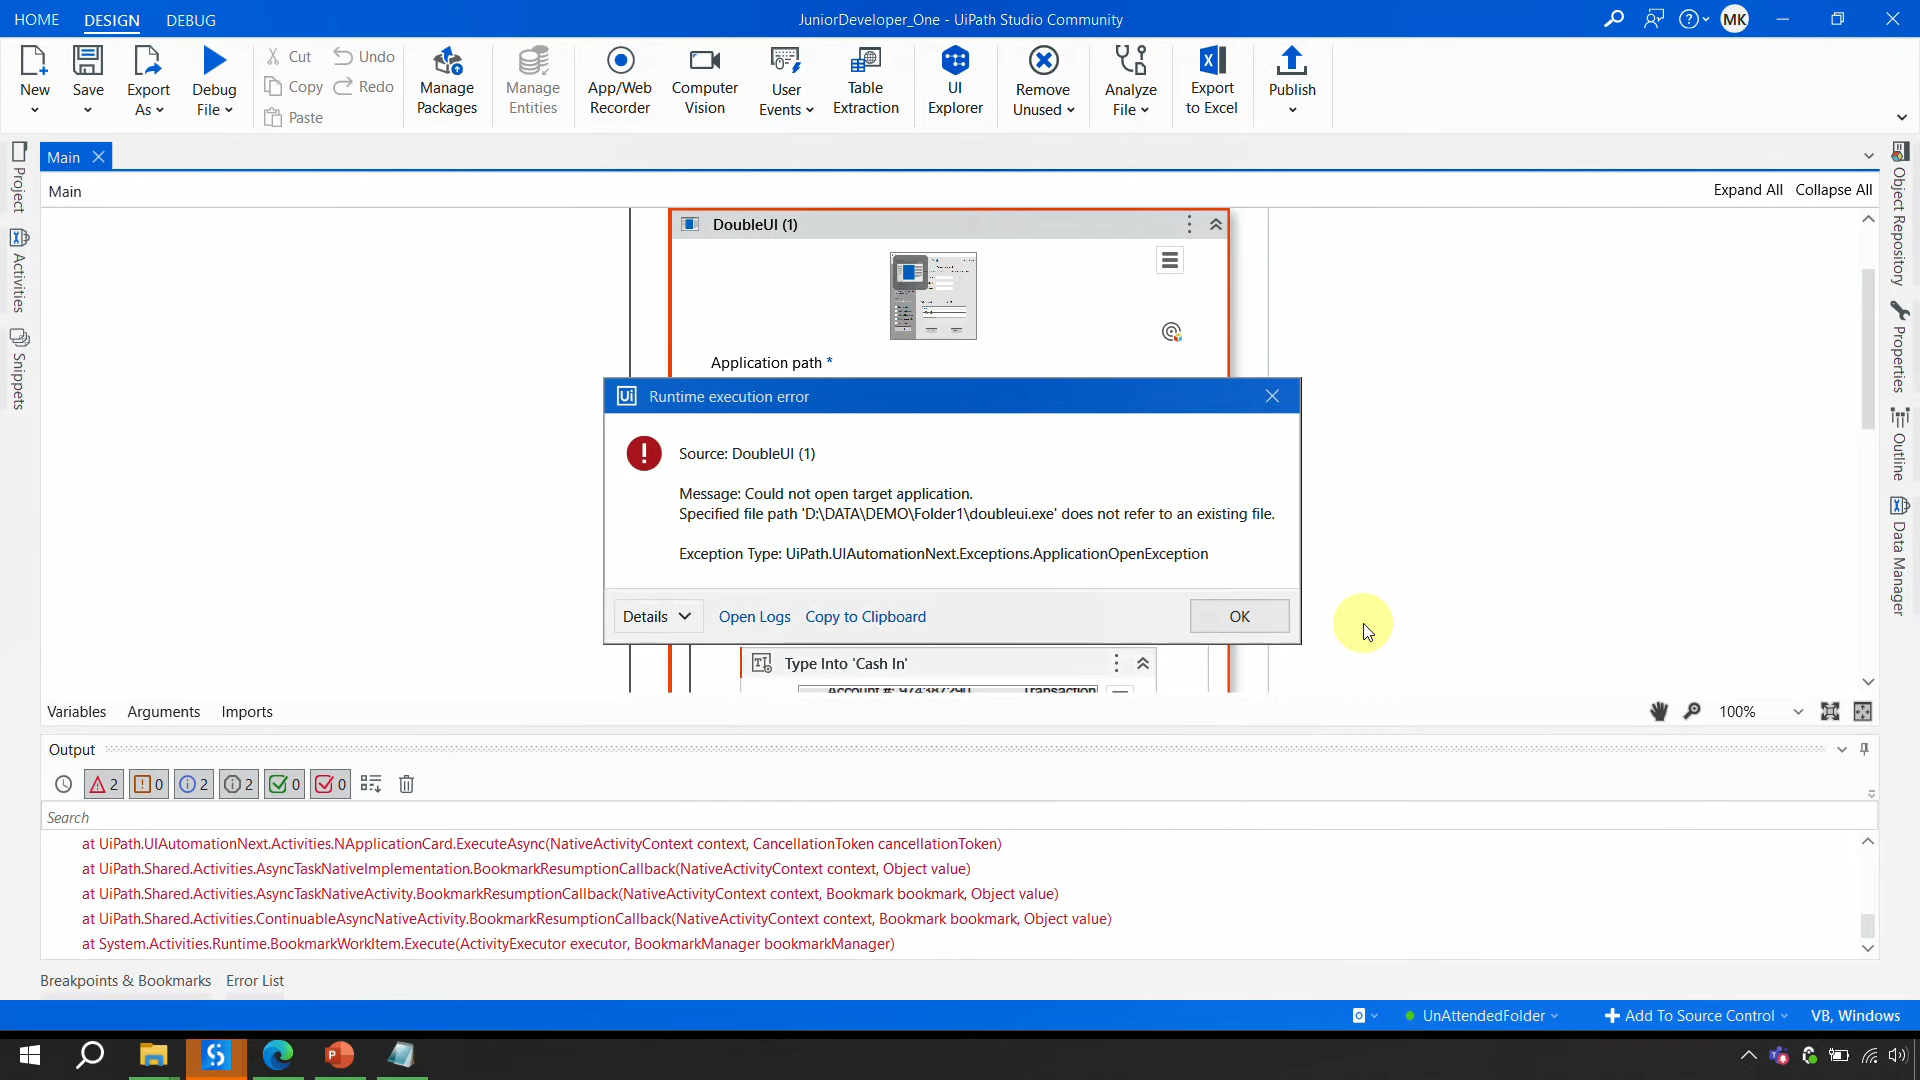 HOME DESIGN DEBUG
JuniorDeveloper_One - UiPath Studio Community
MK
New
Save
Export
As
Debug
File
Cut
Undo
Copy
Redo
Paste
Manage
Packages
Manage
Entities
App/Web
Recorder
Computer
Vision
User
Events
Table
Extraction
UI
Explorer
Remove
Unused
Analyze
File
Export
to Excel
Publish
Main
Main
Expand All Collapse All
Project
Activities
Snippets
Object Repository
Properties
Outline
Data Manager
DoubleUI (1)
Application path *
Ui Runtime execution error
Source: DoubleUI (1)
Message: Could not open target application.
Specified file path 'D:\DATA\DEMO\Folder1\doubleui.exe' does not refer to an existing file.
Exception Type: UiPath.UIAutomationNext.Exceptions.ApplicationOpenException
Details Open Logs Copy to Clipboard OK
Type Into 'Cash In'
Account #: 974387290 Transaction
Variables Arguments Imports 100%
Output
2 0 2 2 0 0
Search
at UiPath.UIAutomationNext.Activities.NApplicationCard.ExecuteAsync(NativeActivityContext context, CancellationToken cancellationToken)
at UiPath.Shared.Activities.AsyncTaskNativeImplementation.BookmarkResumptionCallback(NativeActivityContext context, Object value)
at UiPath.Shared.Activities.AsyncTaskNativeActivity.BookmarkResumptionCallback(NativeActivityContext context, Bookmark bookmark, Object value)
at UiPath.Shared.Activities.ContinuableAsyncNativeActivity.BookmarkResumptionCallback(NativeActivityContext context, Bookmark bookmark, Object value)
at System.Activities.Runtime.BookmarkWorkItem.Execute(ActivityExecutor executor, BookmarkManager bookmarkManager)
Breakpoints & Bookmarks Error List
UnAttendedFolder Add To Source Control VB, Windows